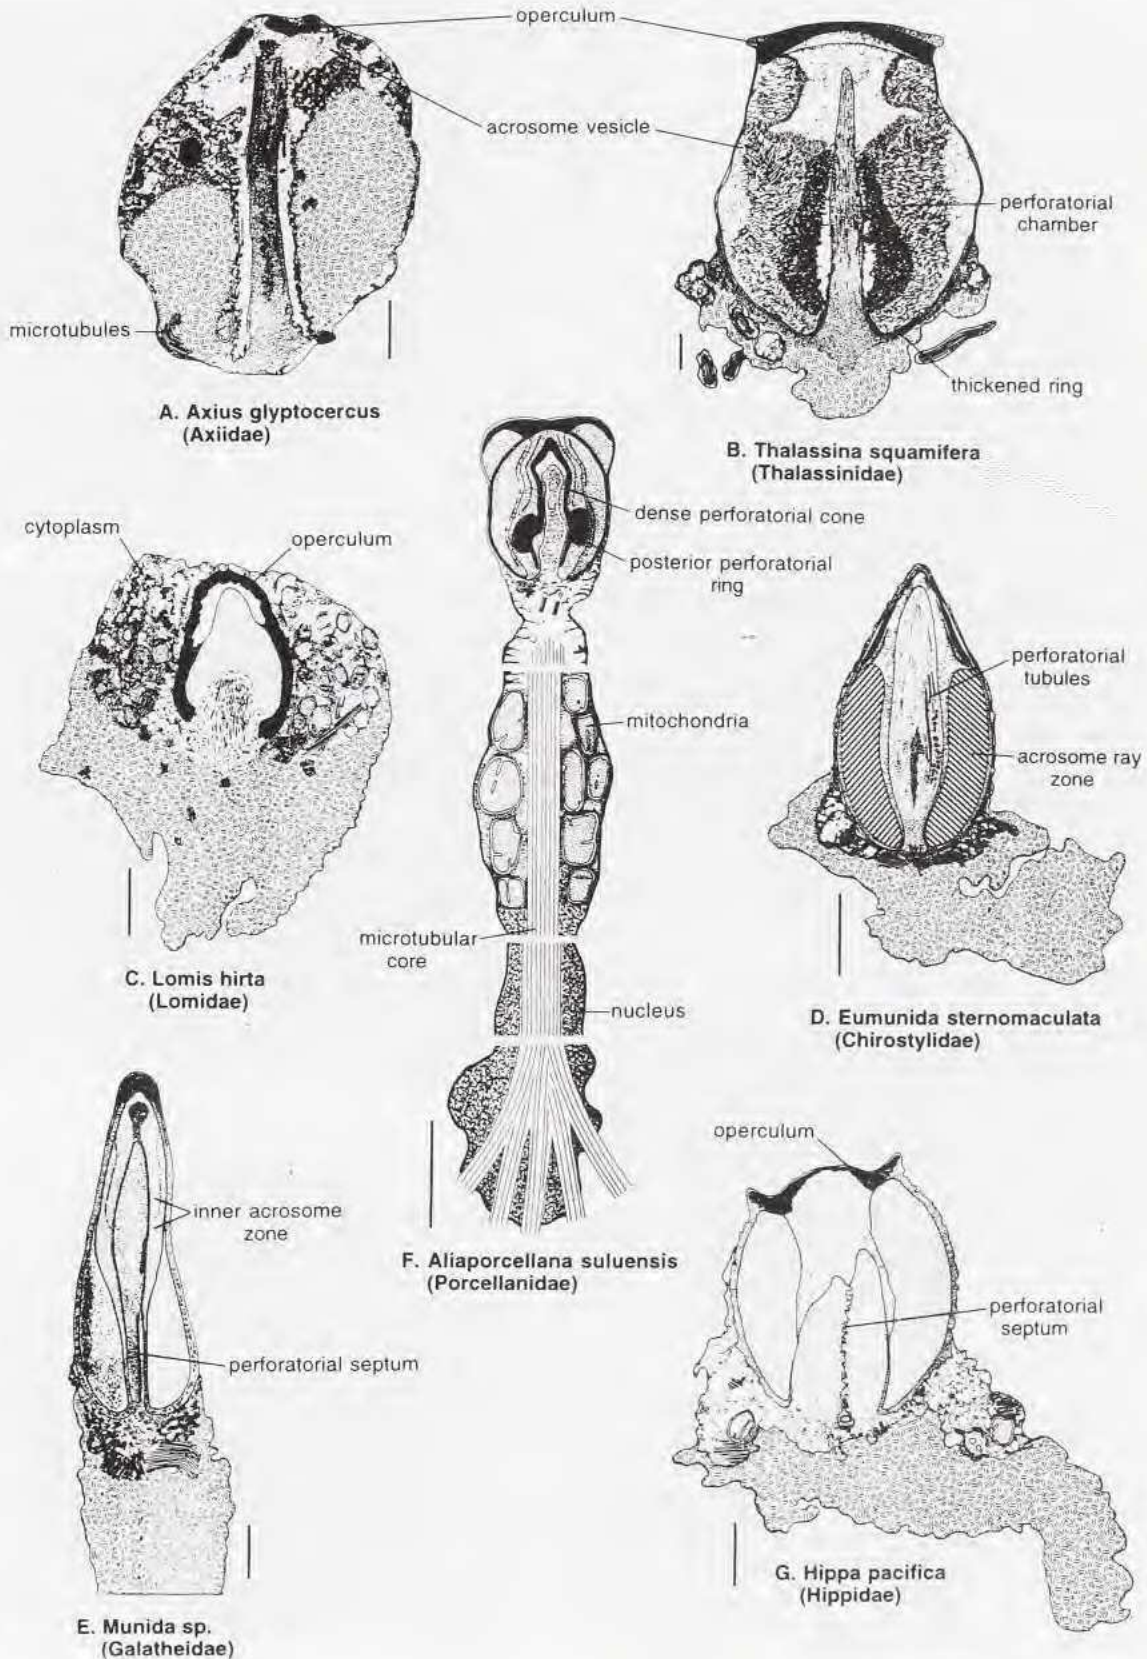 operculum
acrosome vesicle
perforatorial
chamber
microtubules
thickened ring
A. Axius glyptocercus
(Axiidae)
B. Thalassina squamifera
(Thalassinidae)
dense perforatorial cone
posterior perforatorial
ring
cytoplasm
operculum
perforatorial
tubules
mitochondria
acrosome ray
zone
microtubular
core
C. Lomis hirta
(Lomidae)
nucleus
D. Eumunida sternomaculata
(Chirostylidae)
operculum
inner acrosome
zone
F. Aliaporcellana suluensis
(Porcellanidae)
perforatorial
septum
perforatorial septum
G. Hippa pacifica
(Hippidae)
E. Munida sp.
(Galatheidae)